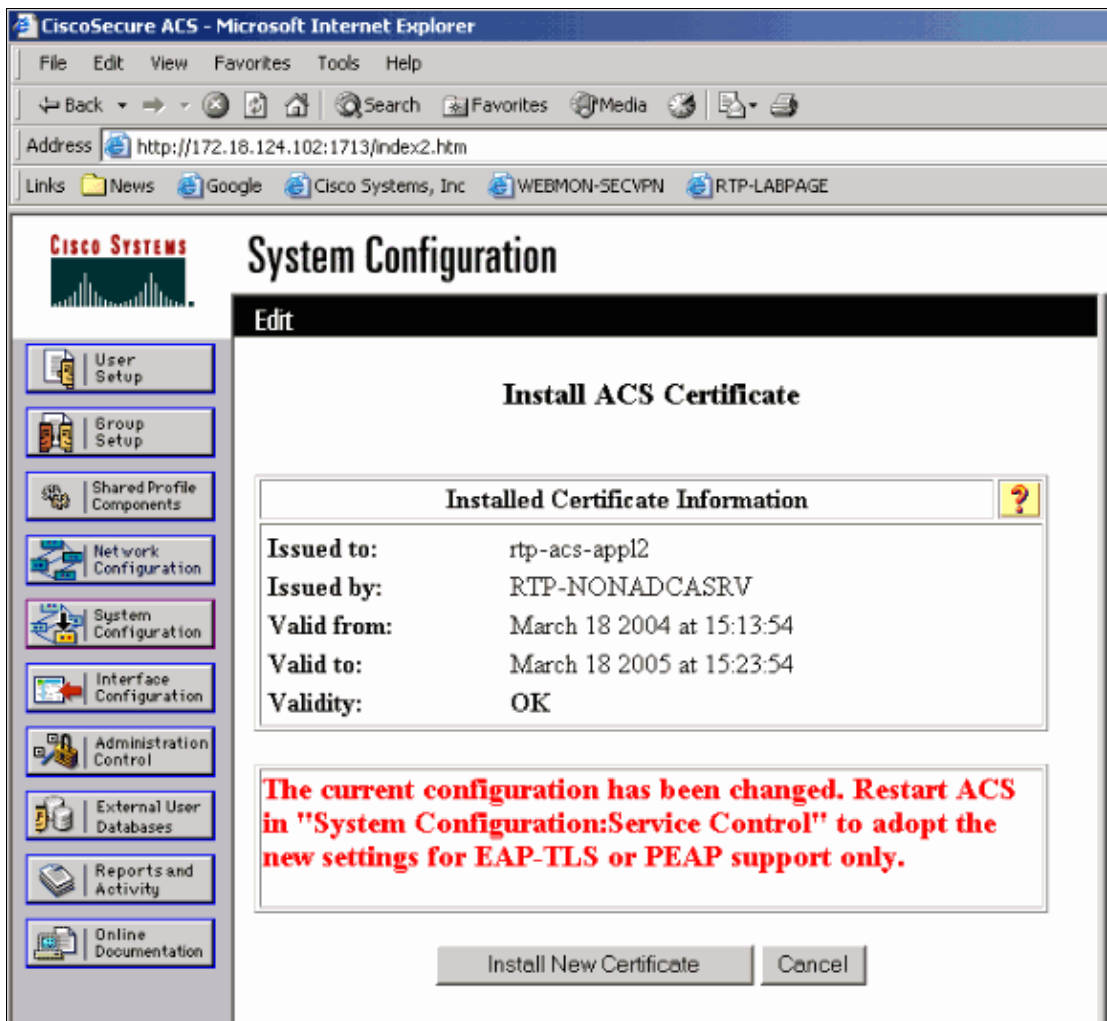 CiscoSecure ACS - Microsoft Internet Explorer
File Edit View Favorites Tools Help
Back Search Favorites Media
Address http://172.18.124.102:1713/index2.htm
Links News Google Cisco Systems, Inc WEBMON-SECVPN RTP-LABPAGE
CISCO SYSTEMS
System Configuration
Edit
User
Setup
Group
Setup
Shared Profile
Components
Network
Configuration
System
Configuration
Interface
Configuration
Administration
Control
External User
Databases
Reports and
Activity
Online
Documentation
Install ACS Certificate
Installed Certificate Information ?
Issued to: rtp-acs-appl2
Issued by: RTP-NONADCASRV
Valid from: March 18 2004 at 15:13:54
Valid to: March 18 2005 at 15:23:54
Validity: OK
The current configuration has been changed. Restart ACS
in "System Configuration:Service Control" to adopt the
new settings for EAP-TLS or PEAP support only.
Install New Certificate Cancel